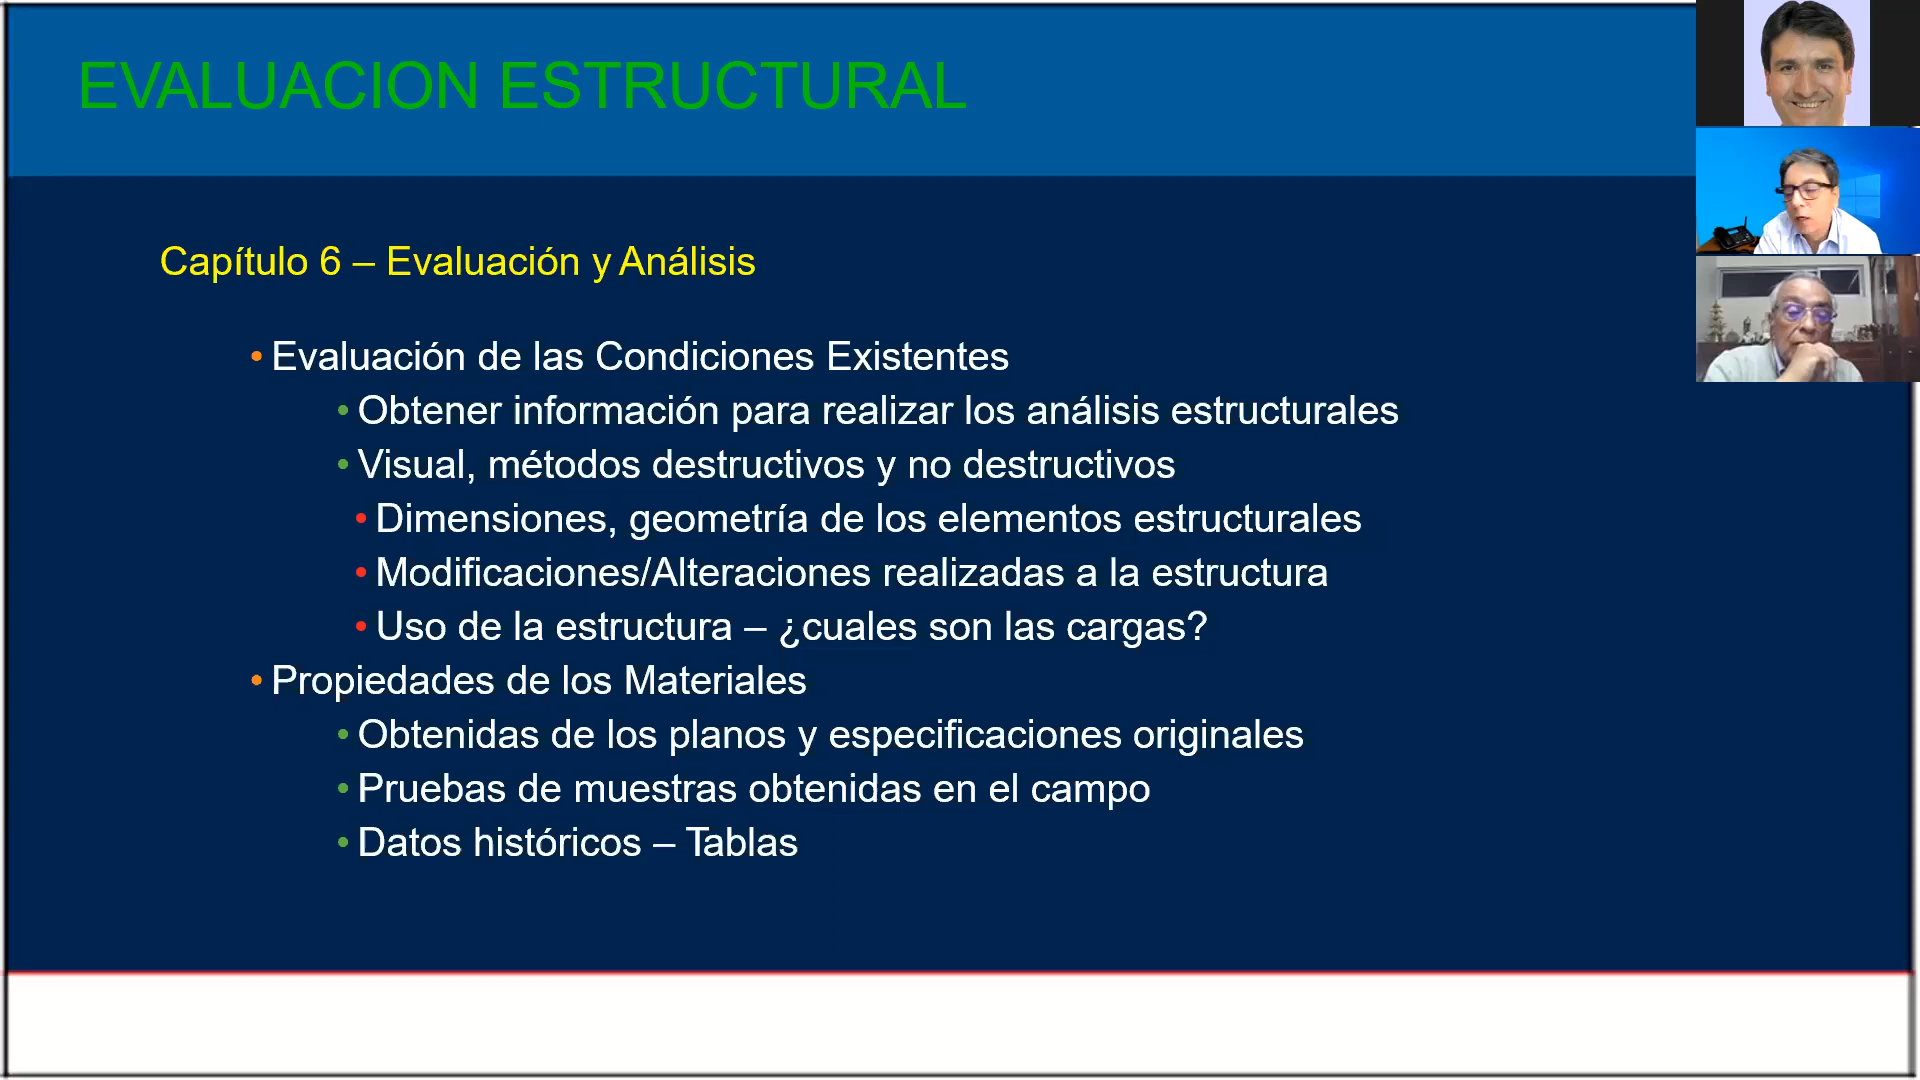 EVALUACION ESTRUCTURAL
Capítulo 6 – Evaluación y Análisis
• Evaluación de las Condiciones Existentes
• Obtener información para realizar los análisis estructurales
• Visual, métodos destructivos y no destructivos
• Dimensiones, geometría de los elementos estructurales
• Modificaciones/Alteraciones realizadas a la estructura
• Uso de la estructura – ¿cuales son las cargas?
• Propiedades de los Materiales
• Obtenidas de los planos y especificaciones originales
• Pruebas de muestras obtenidas en el campo
• Datos históricos – Tablas